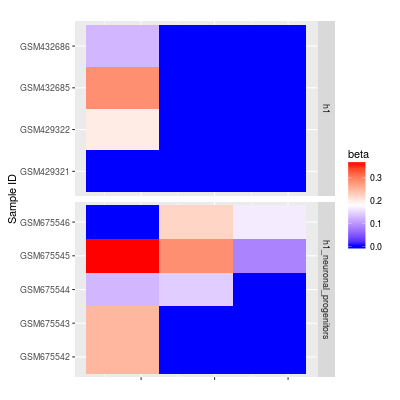 Sample ID
GSM432686
GSM432685
GSM429322
GSM429321
h1
GSM675546
GSM675545
GSM675544
GSM675543
GSM675542
h1_neuronal_progenitors
beta
0.3
0.2
0.1
0.0